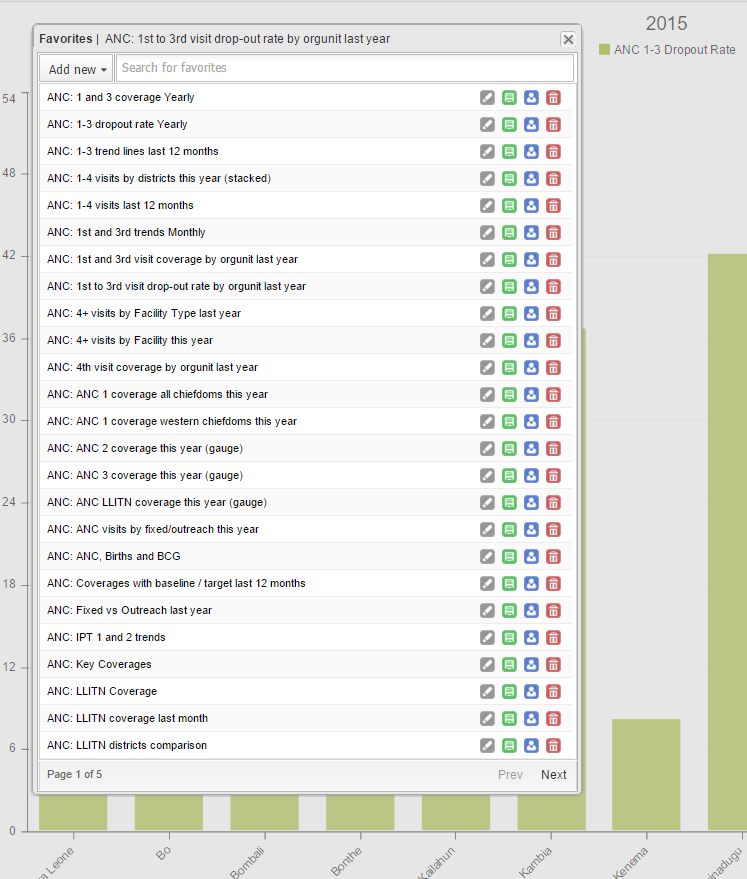 2015
ANC 1-3 Dropout Rate
Favorites | ANC: 1st to 3rd visit drop-out rate by orgunit last year
Add new
Search for favorites
ANC: 1 and 3 coverage Yearly
ANC: 1-3 dropout rate Yearly
ANC: 1-3 trend lines last 12 months
ANC: 1-4 visits by districts this year (stacked)
ANC: 1-4 visits last 12 months
ANC: 1st and 3rd trends Monthly
ANC: 1st and 3rd visit coverage by orgunit last year
ANC: 1st to 3rd visit drop-out rate by orgunit last year
ANC: 4+ visits by Facility Type last year
ANC: 4+ visits by Facility this year
ANC: 4th visit coverage by orgunit last year
ANC: ANC 1 coverage all chiefdoms this year
ANC: ANC 1 coverage western chiefdoms this year
ANC: ANC 2 coverage this year (gauge)
ANC: ANC 3 coverage this year (gauge)
ANC: ANC LLITN coverage this year (gauge)
ANC: ANC visits by fixed/outreach this year
ANC: ANC, Births and BCG
ANC: Coverages with baseline / target last 12 months
ANC: Fixed vs Outreach last year
ANC: IPT 1 and 2 trends
ANC: Key Coverages
ANC: LLITN Coverage
ANC: LLITN coverage last month
ANC: LLITN districts comparison
Page 1 of 5
Prev
Next
54
48
42
36
30
24
18
12
6
0
Leone
Bo
Bombali
Bonthe
Kailahun
Kambia
Kenema
inadugu